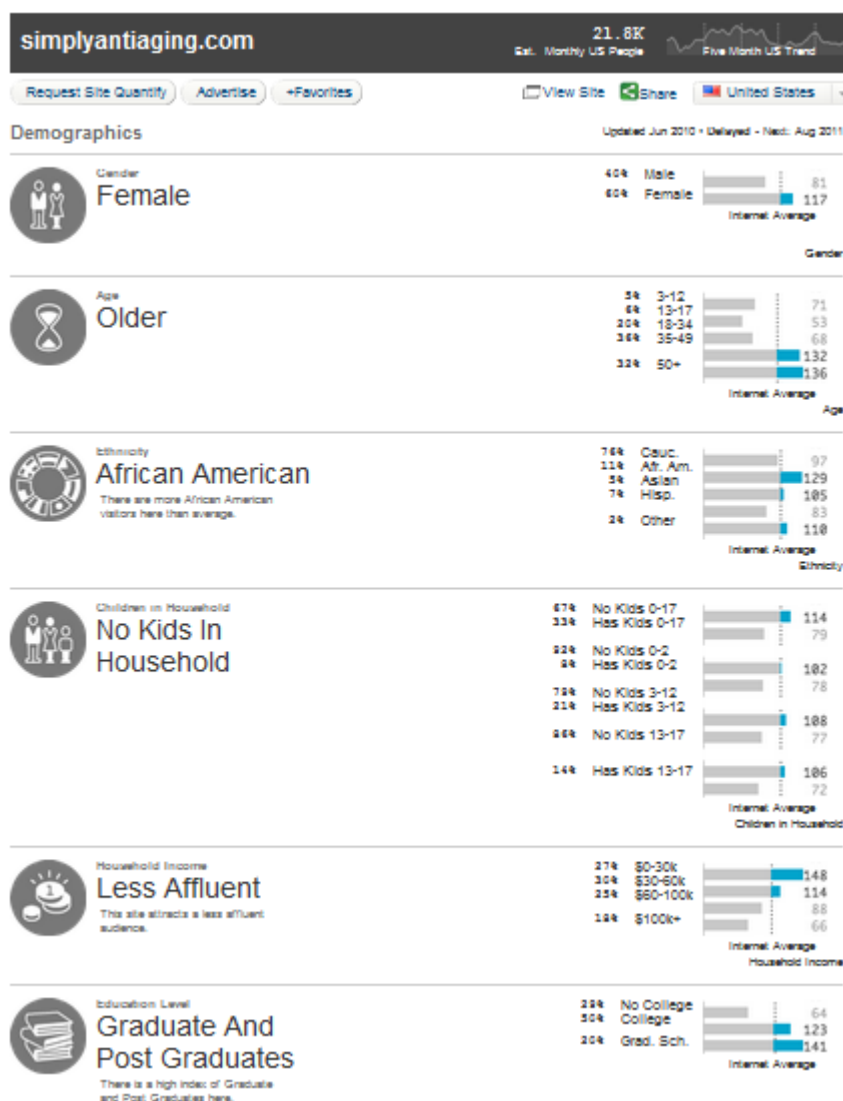 simplyantiaging.com
21.8K
Est. Monthly US People
Five Month US Trend
Request Site Quantify Advertise +Favorites View Site Share United States
Demographics
Updated Jun 2010 • Delayed - Next: Aug 2011
Gender
Female
40% Male 81
60% Female 117
Internet Average
Gender
Age
Older
5% 3-12 71
6% 13-17 53
20% 18-34 68
36% 35-49 132
32% 50+ 136
Internet Average
Age
Ethnicity
African American
There are more African American
visitors here than average.
76% Cauc. 97
11% Afr. Am. 129
5% Asian 105
7% Hisp. 83
2% Other 110
Internet Average
Ethnicity
Children in Household
No Kids In
Household
67% No Kids 0-17 114
33% Has Kids 0-17 79
92% No Kids 0-2 102
8% Has Kids 0-2 78
79% No Kids 3-12 108
21% Has Kids 3-12 77
86% No Kids 13-17 106
14% Has Kids 13-17 72
Internet Average
Children in Household
Household Income
Less Affluent
This site attracts a less affluent
audience.
27% $0-30k 148
30% $30-60k 114
25% $60-100k 88
18% $100k+ 66
Internet Average
Household Income
Education Level
Graduate And
Post Graduates
There is a high index of Graduate
and Post Graduates here.
No College 64
50% College 123
20% Grad. Sch. 141
Internet Average